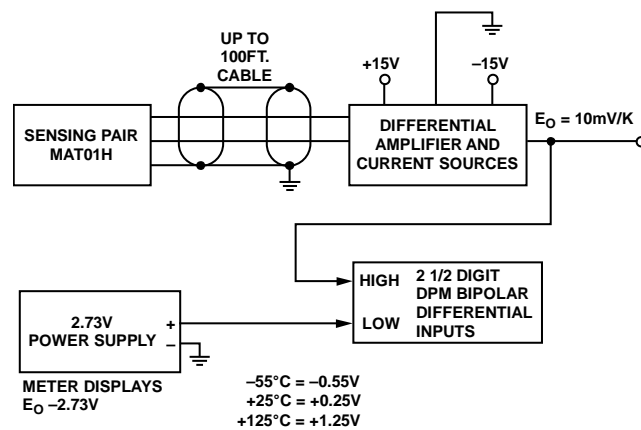 UP TO
100FT.
CABLE
+15V
–15V
SENSING PAIR
MAT01H
DIFFERENTIAL
AMPLIFIER AND
CURRENT SOURCES
EO = 10mV/K
HIGH
LOW
2 1/2 DIGIT
DPM BIPOLAR
DIFFERENTIAL
INPUTS
2.73V
POWER SUPPLY
+
–
METER DISPLAYS
EO –2.73V
–55°C = –0.55V
+25°C = +0.25V
+125°C = +1.25V